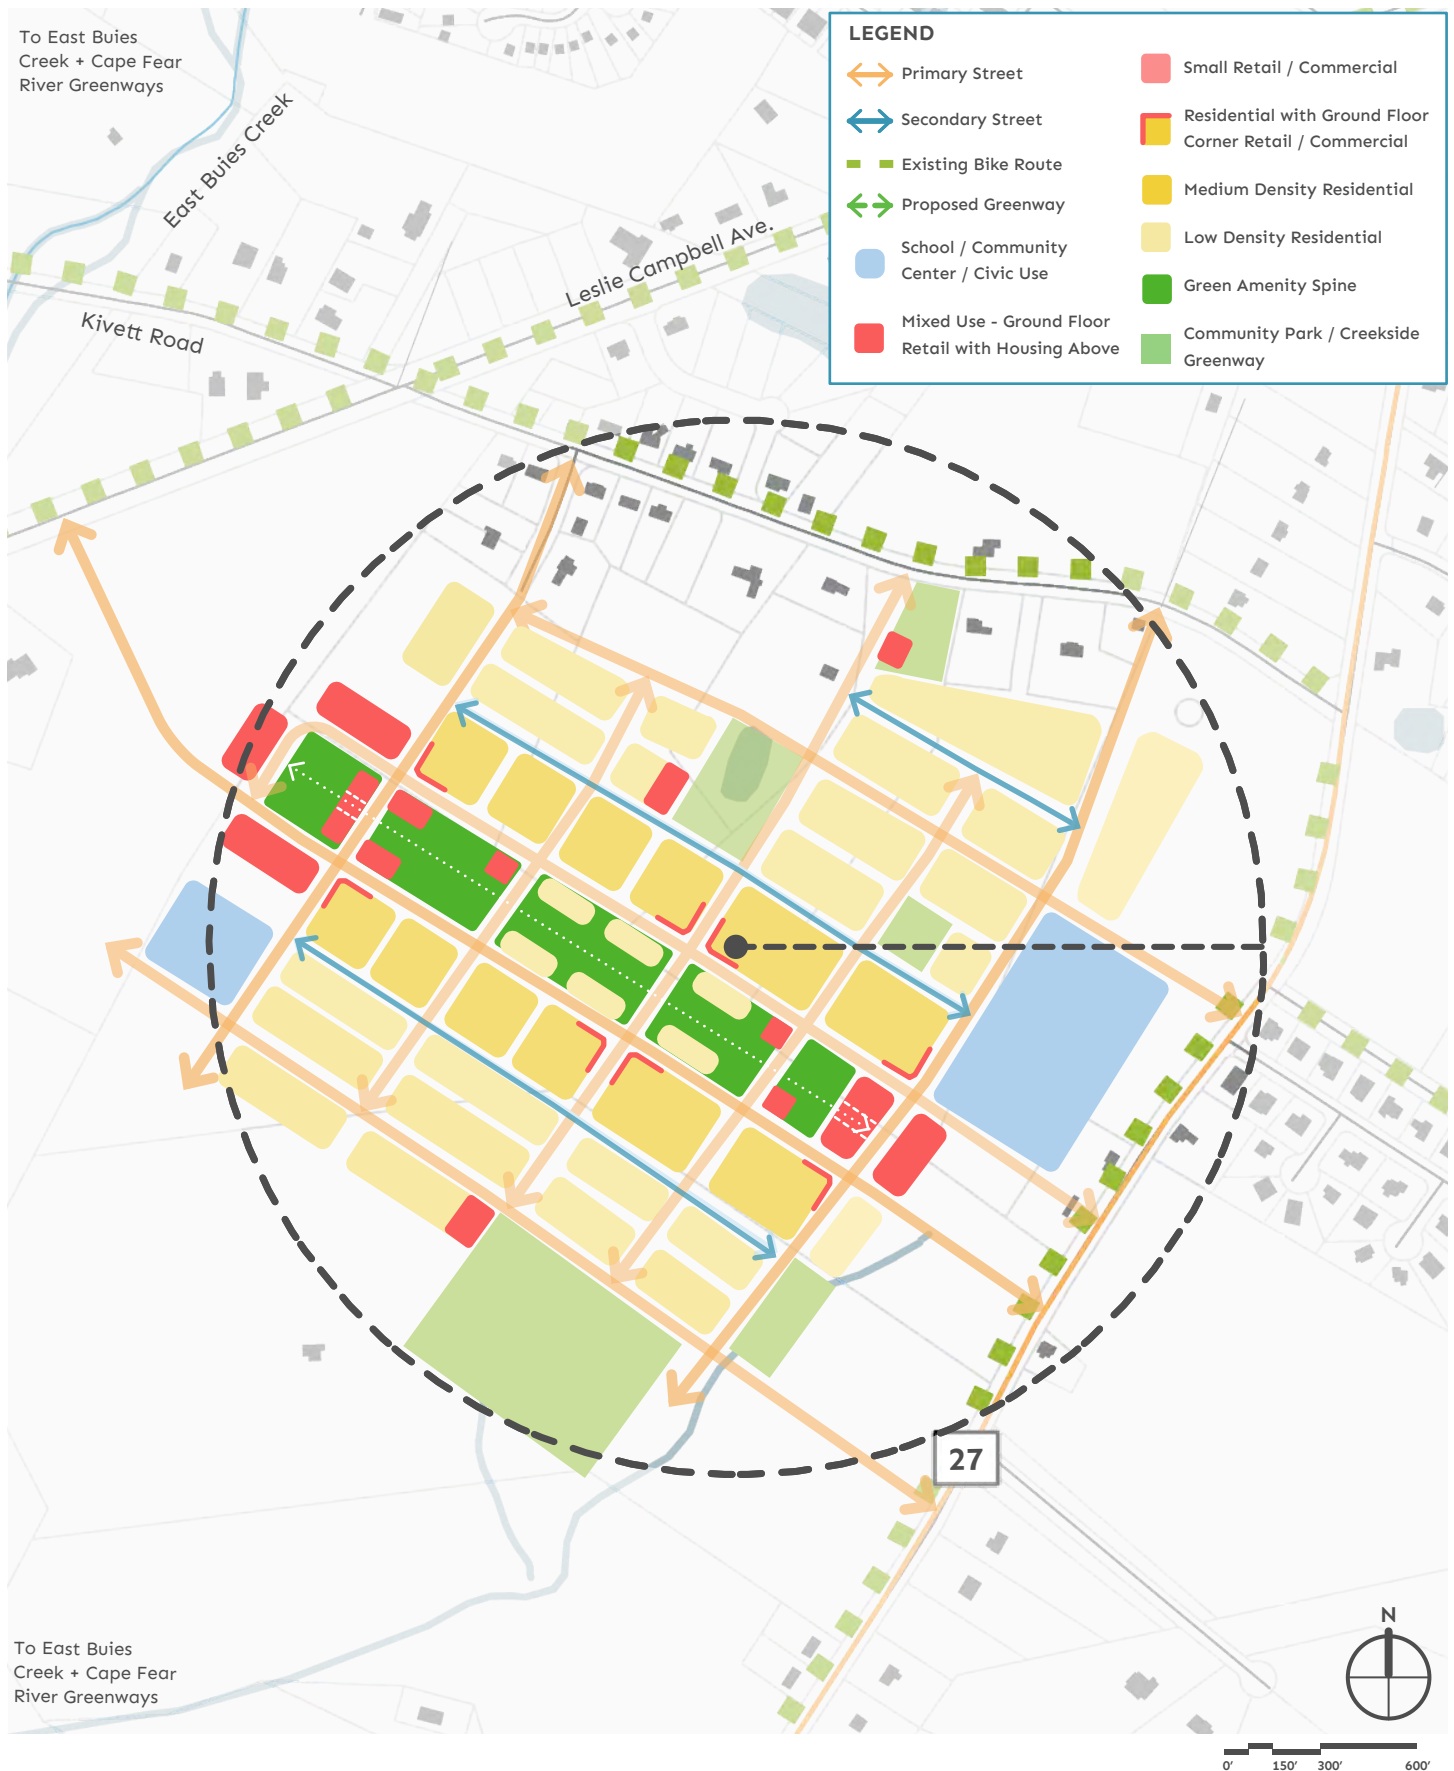 To East Buies
Creek + Cape Fear
River Greenways
East Buies Creek
Kivett Road
Leslie Campbell Ave.
LEGEND
Primary Street
Secondary Street
Existing Bike Route
Proposed Greenway
School / Community
Center / Civic Use
Mixed Use - Ground Floor
Retail with Housing Above
Small Retail / Commercial
Residential with Ground Floor
Corner Retail / Commercial
Medium Density Residential
Low Density Residential
Green Amenity Spine
Community Park / Creekside
Greenway
27
To East Buies
Creek + Cape Fear
River Greenways
N
0' 150' 300' 600'